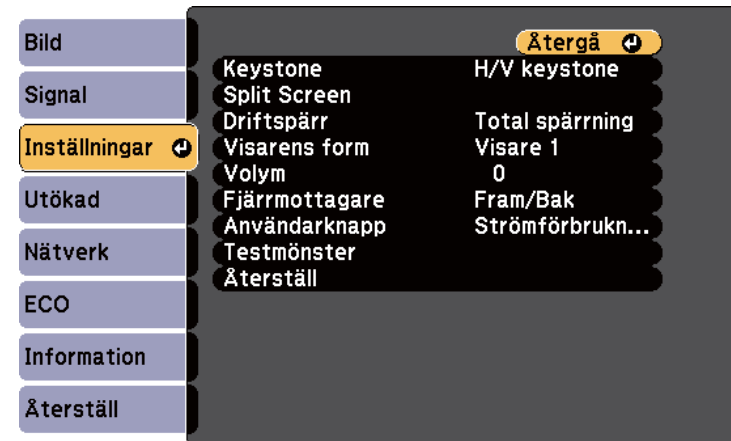 Bild
Signal
Inställningar
Utökad
Nätverk
ECO
Information
Återställ
Återgå
Keystone H/V keystone
Split Screen
Driftspärr Total spärrning
Visarens form Visare 1
Volym 0
Fjärrmottagare Fram/Bak
Användarknapp Strömförbrukn...
Testmönster
Återställ